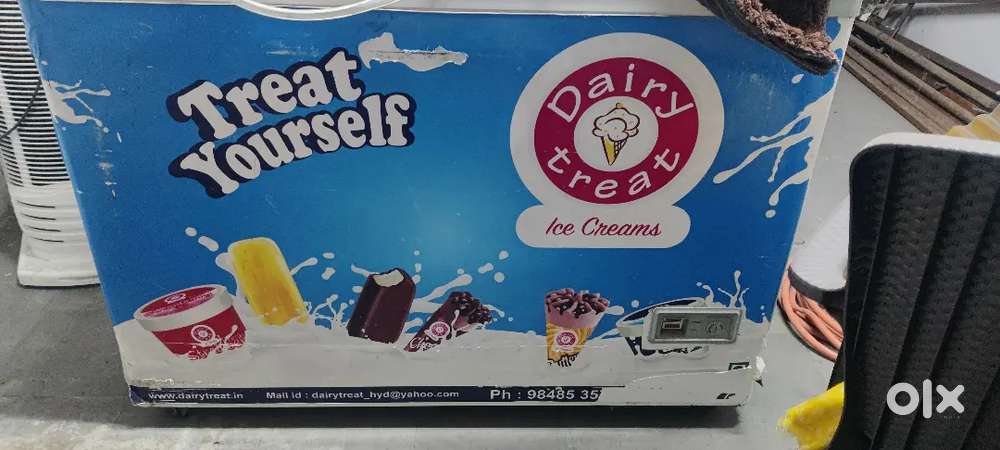 Treat
Yourself
Dairy
treat
Ice Creams
www.dairytreat.in Mail id : dairytreat_hyd@yahoo.com Ph : 98485 35
olx